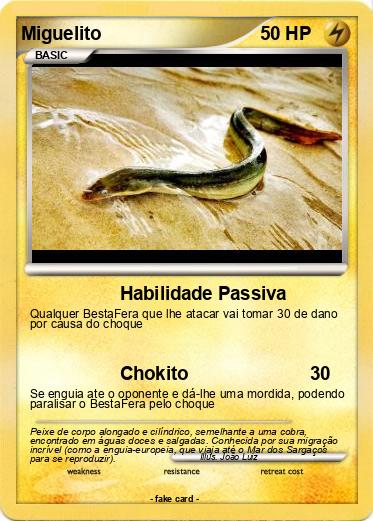 Miguelito 50 HP
BASIC
Habilidade Passiva
Qualquer BestaFera que lhe atacar vai tomar 30 de dano
por causa do choque
Chokito 30
Se enguia ate o oponente e dá-lhe uma mordida, podendo
paralisar o BestaFera pelo choque
Peixe de corpo alongado e cilíndrico, semelhante a uma cobra,
encontrado em águas doces e salgadas. Conhecida por sua migração
incrível (como a enguia-europeia, que viaja até o Mar dos Sargaços
para se reproduzir).
Illus. João Luiz
weakness resistance retreat cost
- fake card -